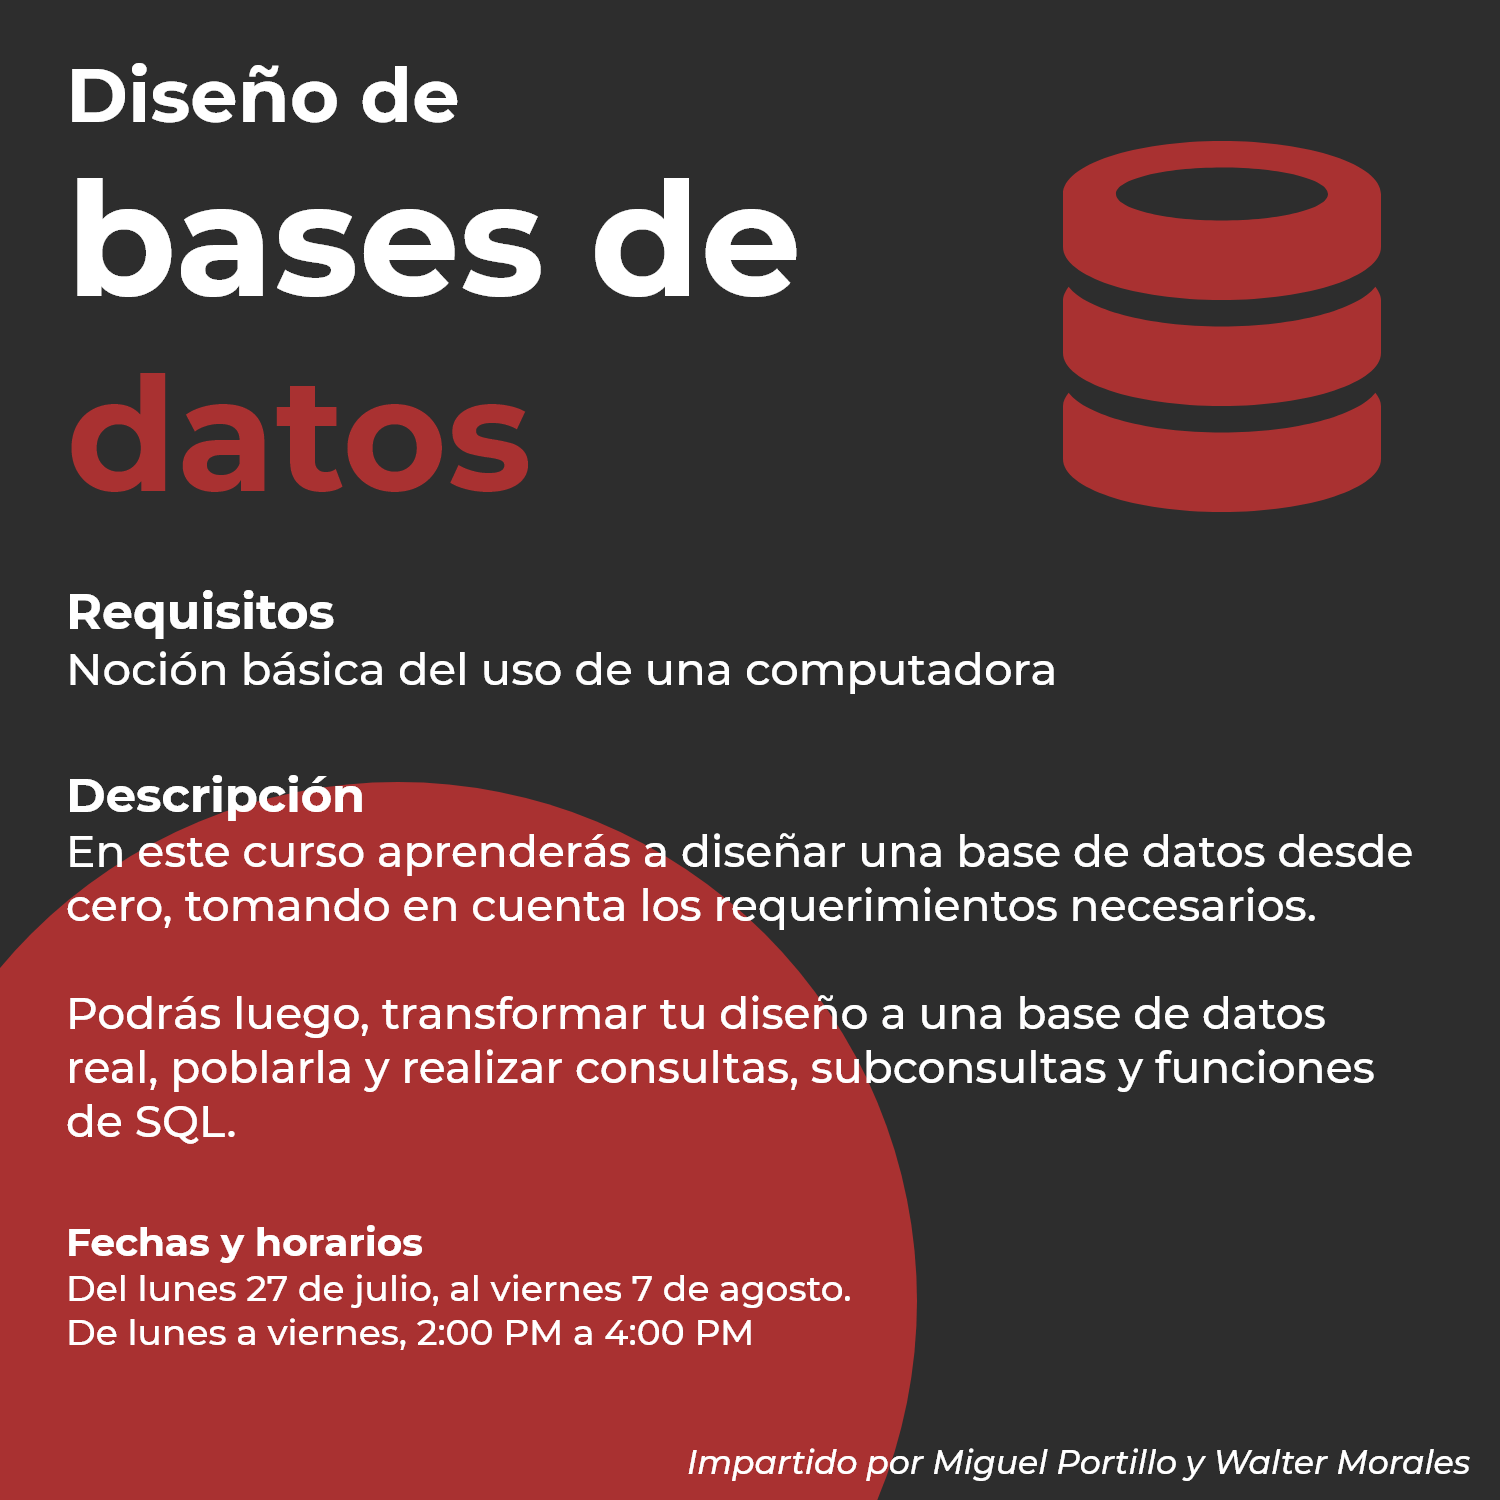 Diseño de
bases de
datos
Requisitos
Noción básica del uso de una computadora
Descripción
En este curso aprenderás a diseñar una base de datos desde
cero, tomando en cuenta los requerimientos necesarios.
Podrás luego, transformar tu diseño a una base de datos
real, poblarla y realizar consultas, subconsultas y funciones
de SQL.
Fechas y horarios
Del lunes 27 de julio, al viernes 7 de agosto.
De lunes a viernes, 2:00 PM a 4:00 PM
Impartido por Miguel Portillo y Walter Morales